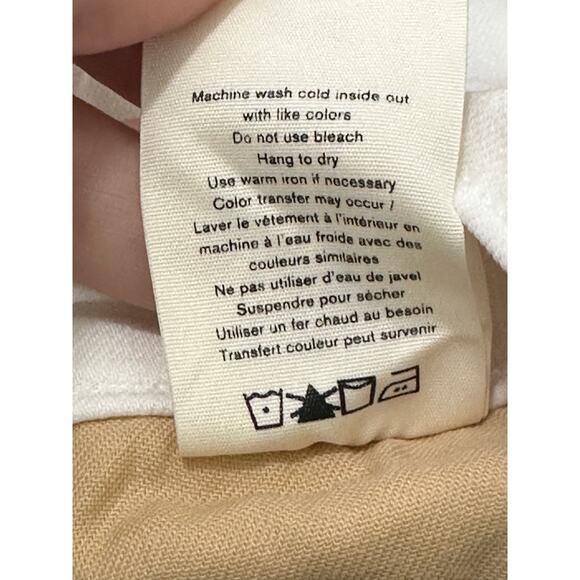 Machine wash cold inside out
with like colors
Do not use bleach
Hang to dry
Use warm iron if necessary
Color transfer may occur /
Laver le vêtement à l'intérieur en
machine à l'eau froide avec des
couleurs similaires
Ne pas utiliser d'eau de javel
Suspendre pour sécher
Utiliser un fer chaud au besoin
Transfert couleur peut survenir